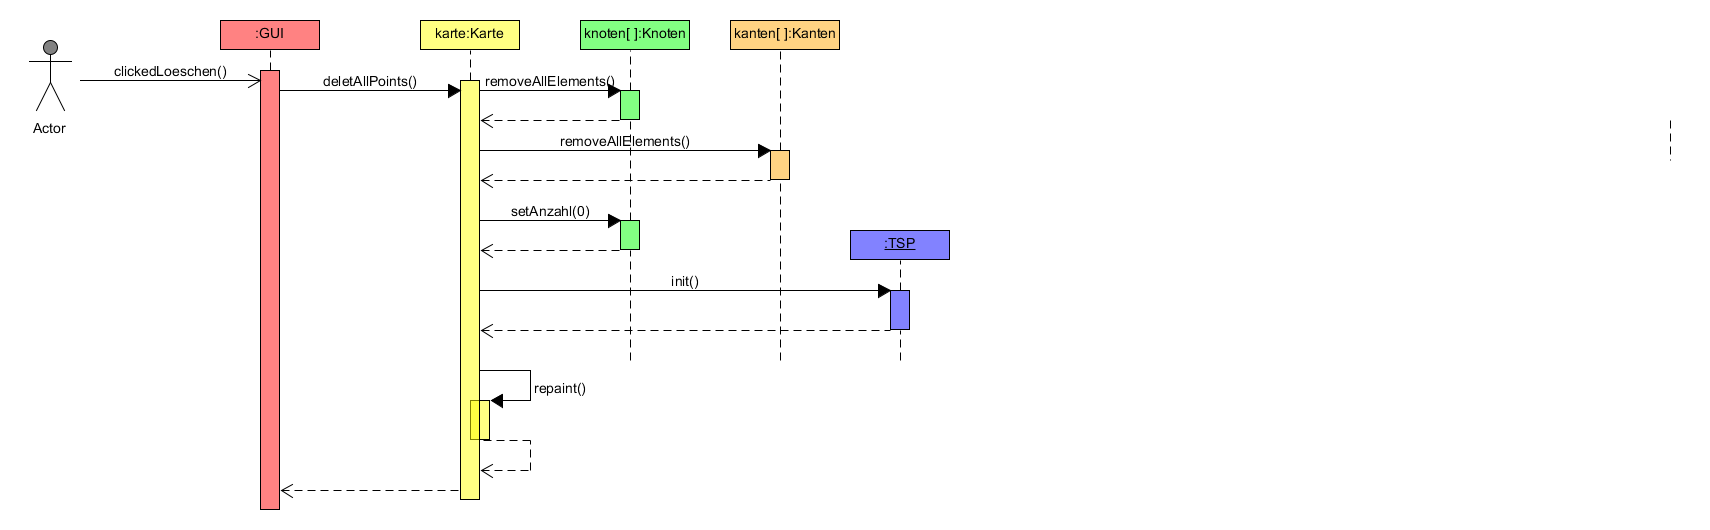 :GUI
karte:Karte
knoten[ ]:Knoten
kanten[ ]:Kanten
clickedLoeschen()
deletAllPoints()
removeAllElements()
Actor
removeAllElements()
setAnzahl(0)
:TSP
init()
repaint()